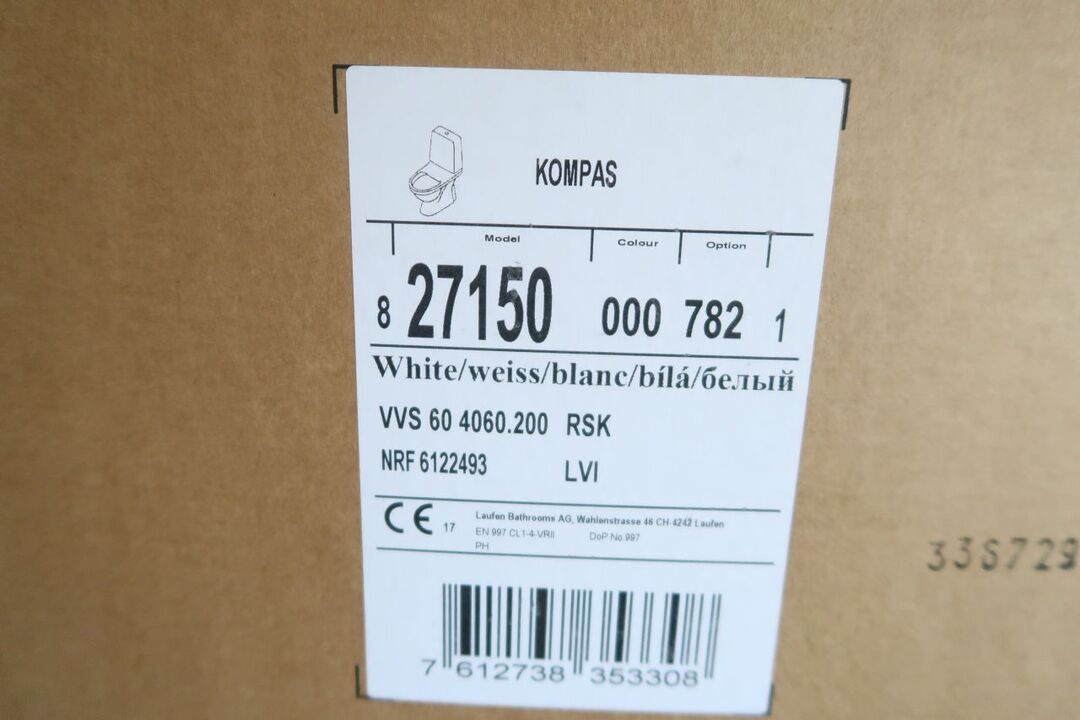 KOMPAS
Model Colour Option
8 27150 000 782 1
White/weiss/blanc/bílá/белый
VVS 60 4060.200 RSK
NRF 6122493 LVI
CE 17 Laufen Bathrooms AG, Wahlenstrasse 46 CH-4242 Laufen
EN 997 CL1-4-VRII DoP No.997
PH
7 612738 353308
336729